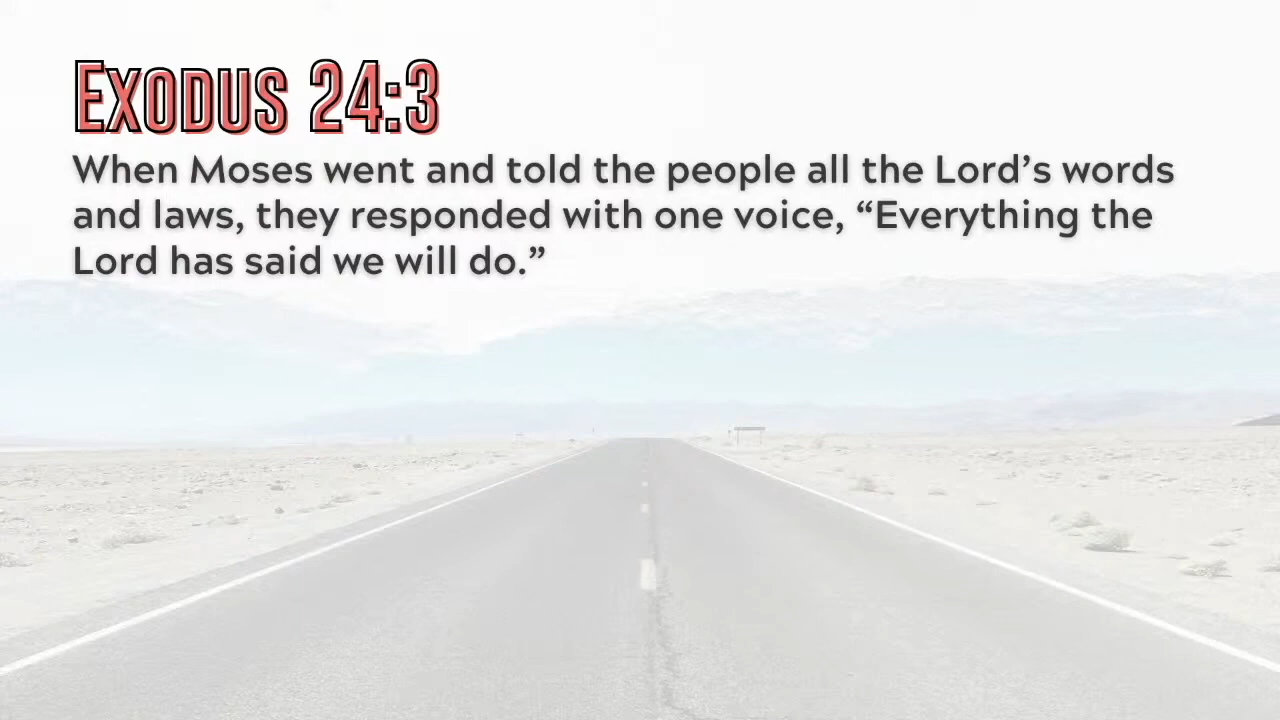 Exodus 24:3
When Moses went and told the people all the Lord’s words
and laws, they responded with one voice, “Everything the
Lord has said we will do.”